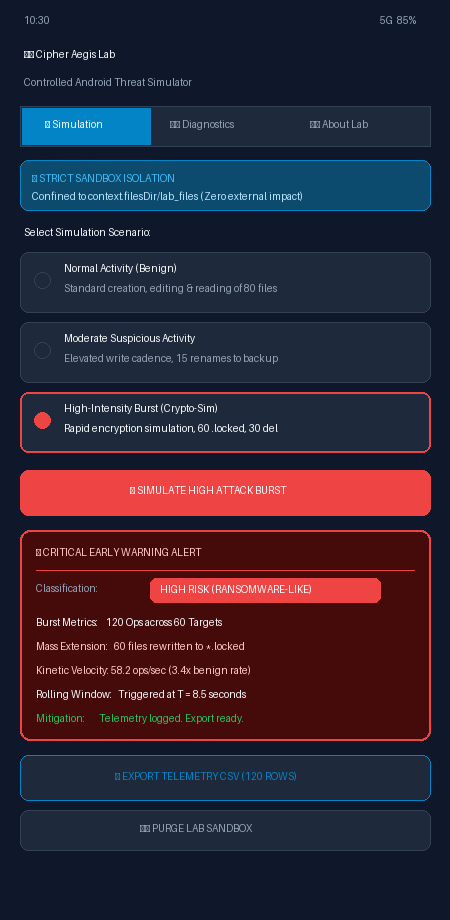 10:30
5G 85%
Cipher Aegis Lab
Controlled Android Threat Simulator
Simulation
Diagnostics
About Lab
STRICT SANDBOX ISOLATION
Confined to context.filesDir/lab_files (Zero external impact)
Select Simulation Scenario:
Normal Activity (Benign)
Standard creation, editing & reading of 80 files
Moderate Suspicious Activity
Elevated write cadence, 15 renames to backup
High-Intensity Burst (Crypto-Sim)
Rapid encryption simulation, 60 .locked, 30 del
SIMULATE HIGH ATTACK BURST
CRITICAL EARLY WARNING ALERT
Classification: HIGH RISK (RANSOMWARE-LIKE)
Burst Metrics: 120 Ops across 60 Targets
Mass Extension: 60 files rewritten to *.locked
Kinetic Velocity: 58.2 ops/sec (3.4x benign rate)
Rolling Window: Triggered at T = 8.5 seconds
Mitigation: Telemetry logged. Export ready.
EXPORT TELEMETRY CSV (120 ROWS)
PURGE LAB SANDBOX